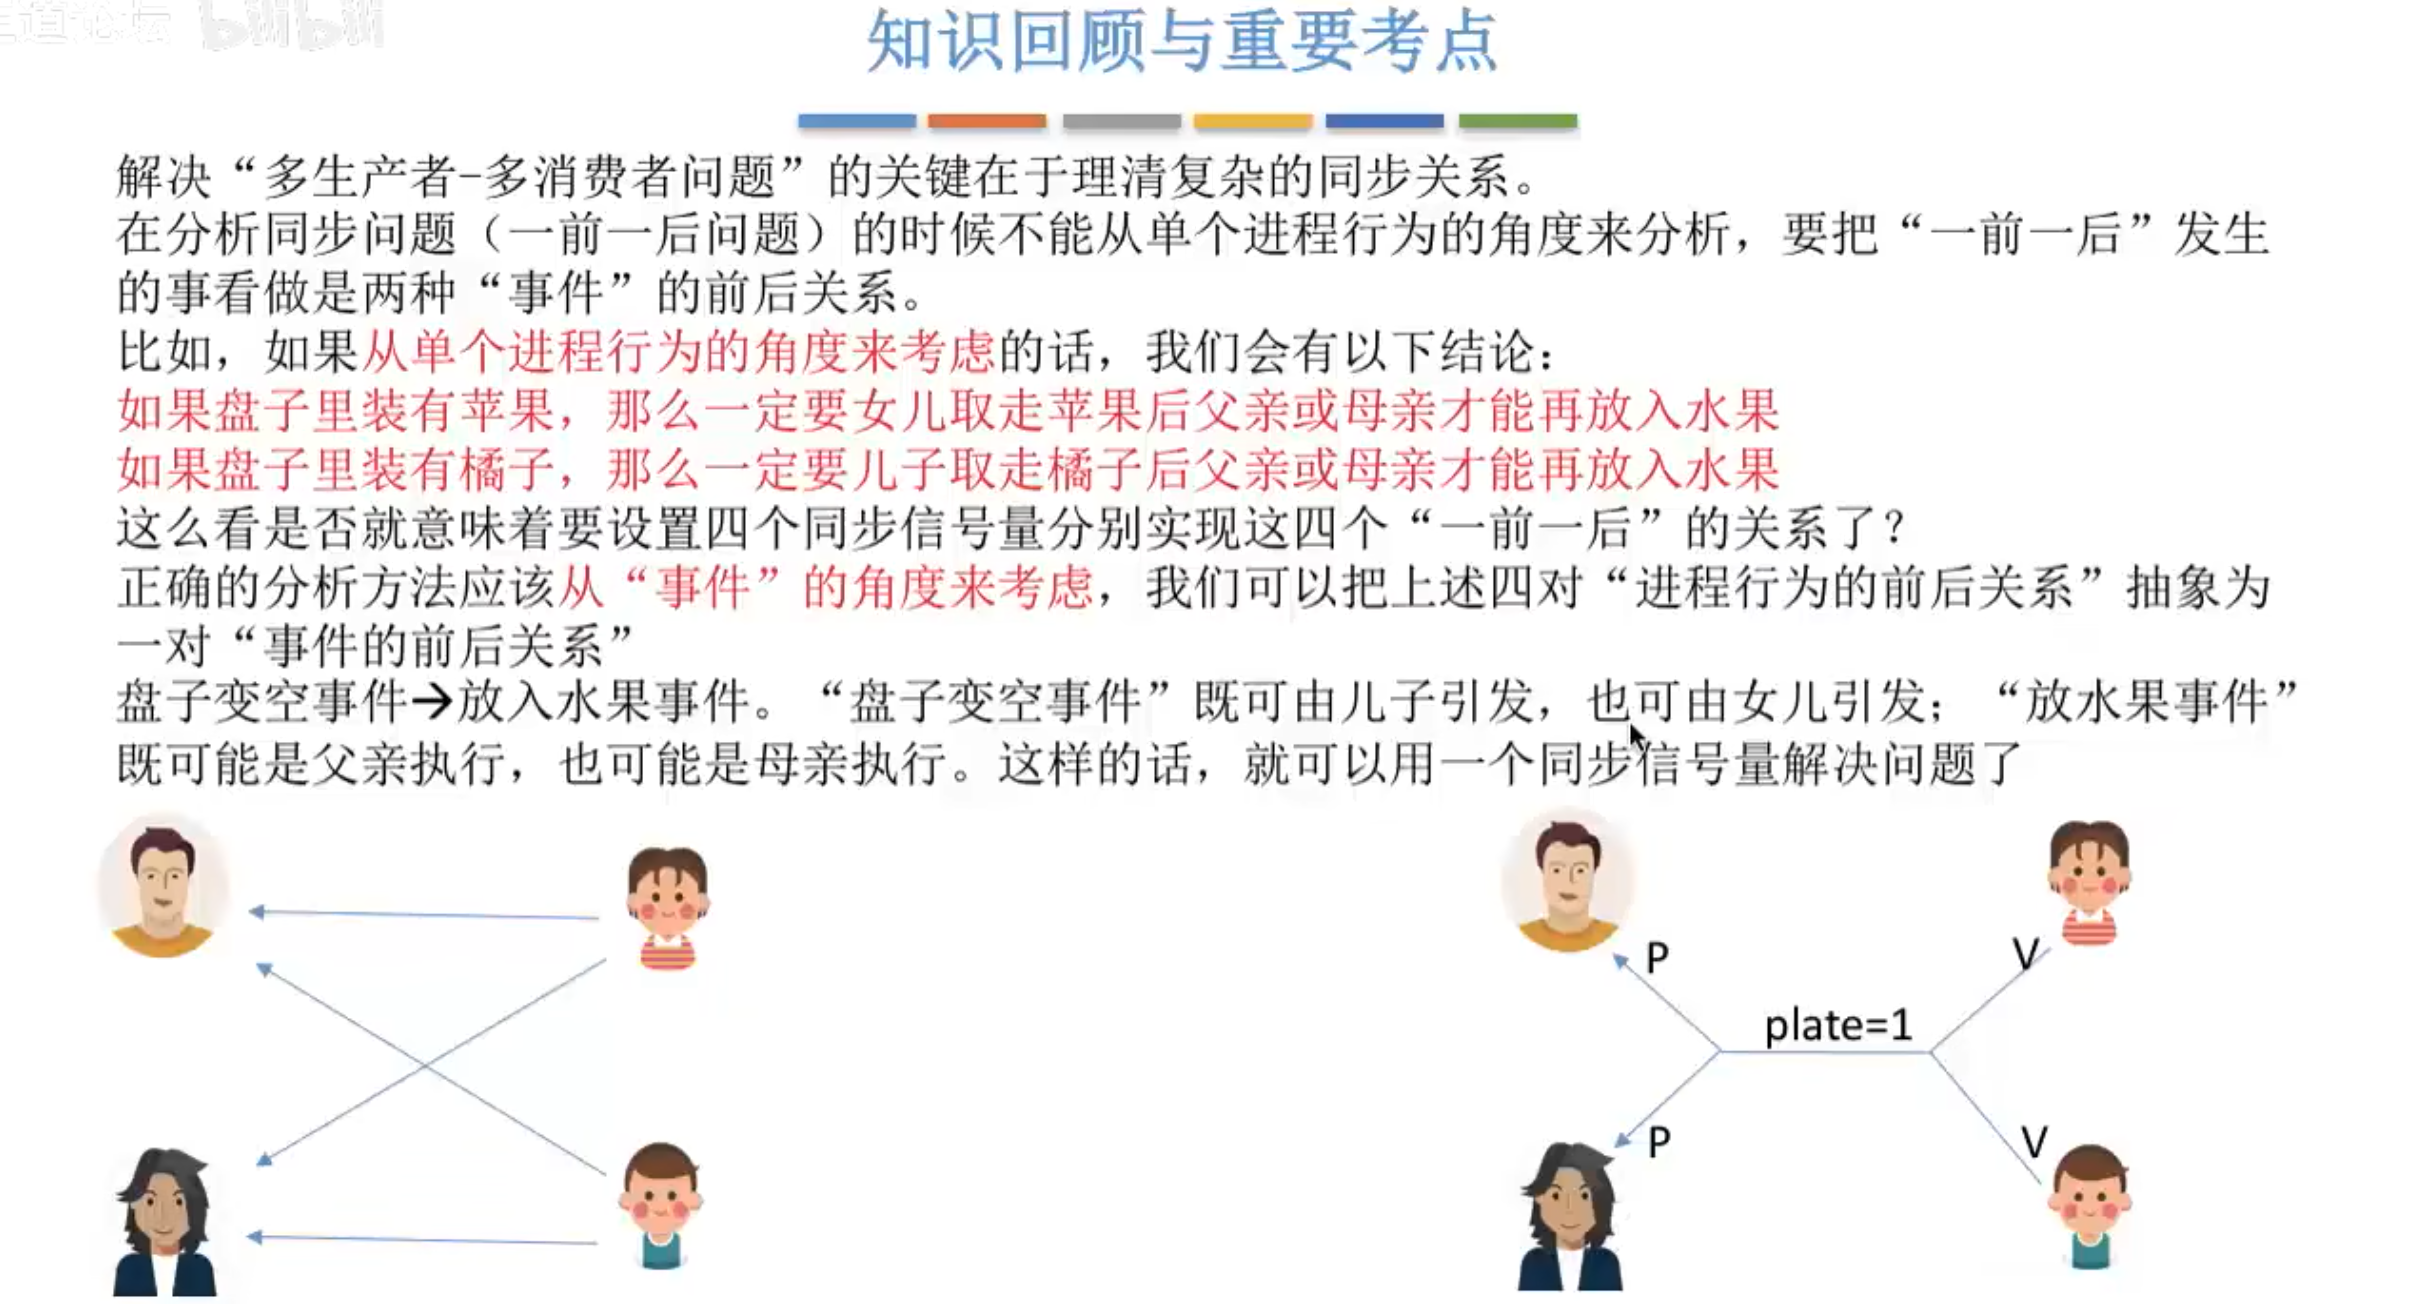 王道论坛 bilibili
知识回顾与重要考点
解决“多生产者-多消费者问题”的关键在于理清复杂的同步关系。
在分析同步问题（一前一后问题）的时候不能从单个进程行为的角度来分析，要把“一前一后”发生
的事看做是两种“事件”的前后关系。
比如，如果从单个进程行为的角度来考虑的话，我们会有以下结论：
如果盘子里装有苹果，那么一定要女儿取走苹果后父亲或母亲才能再放入水果
如果盘子里装有橘子，那么一定要儿子取走橘子后父亲或母亲才能再放入水果
这么看是否就意味着要设置四个同步信号量分别实现这四个“一前一后”的关系了？
正确的分析方法应该从“事件”的角度来考虑，我们可以把上述四对“进程行为的前后关系”抽象为
一对“事件的前后关系”
盘子变空事件→放入水果事件。“盘子变空事件”既可由儿子引发，也可由女儿引发；“放水果事件”
既可能是父亲执行，也可能是母亲执行。这样的话，就可以用一个同步信号量解决问题了
P
V
plate=1
P
V